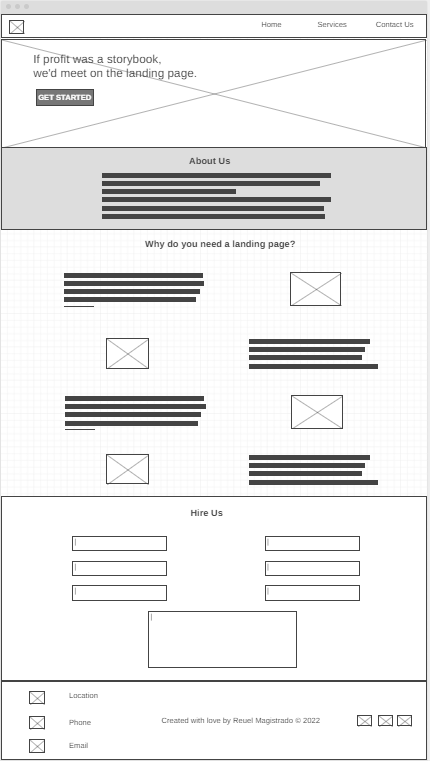 Home Services Contact Us
If profit was a storybook,
we'd meet on the landing page.
GET STARTED
About Us
Why do you need a landing page?
Hire Us
Location
Phone
Created with love by Reuel Magistrado © 2022
Email